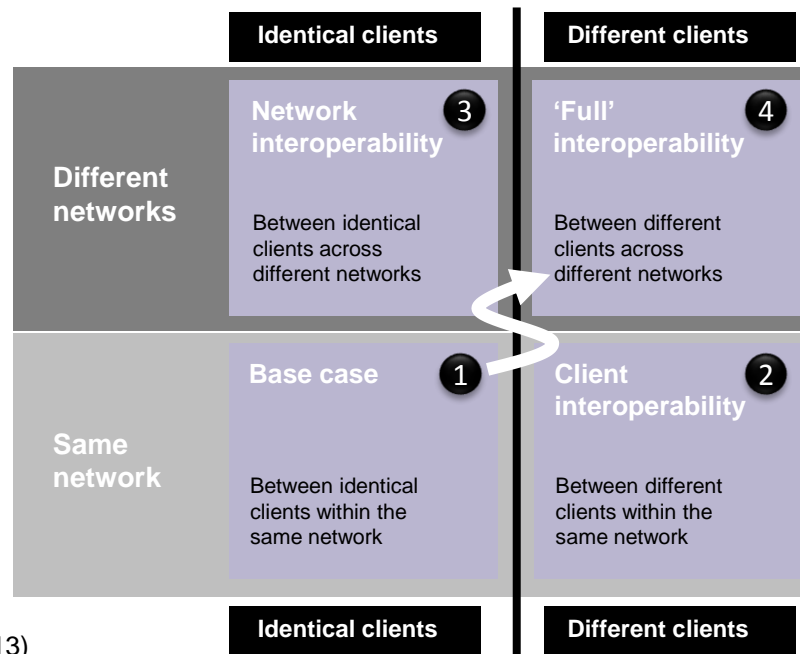 Identical clients
Different clients
Different
networks
Network
interoperability
3
Between identical
clients across
different networks
‘Full’
interoperability
4
Between different
clients across
different networks
Same
network
Base case
1
Between identical
clients within the
same network
Client
interoperability
2
Between different
clients within the
same network
Identical clients
Different clients
13)